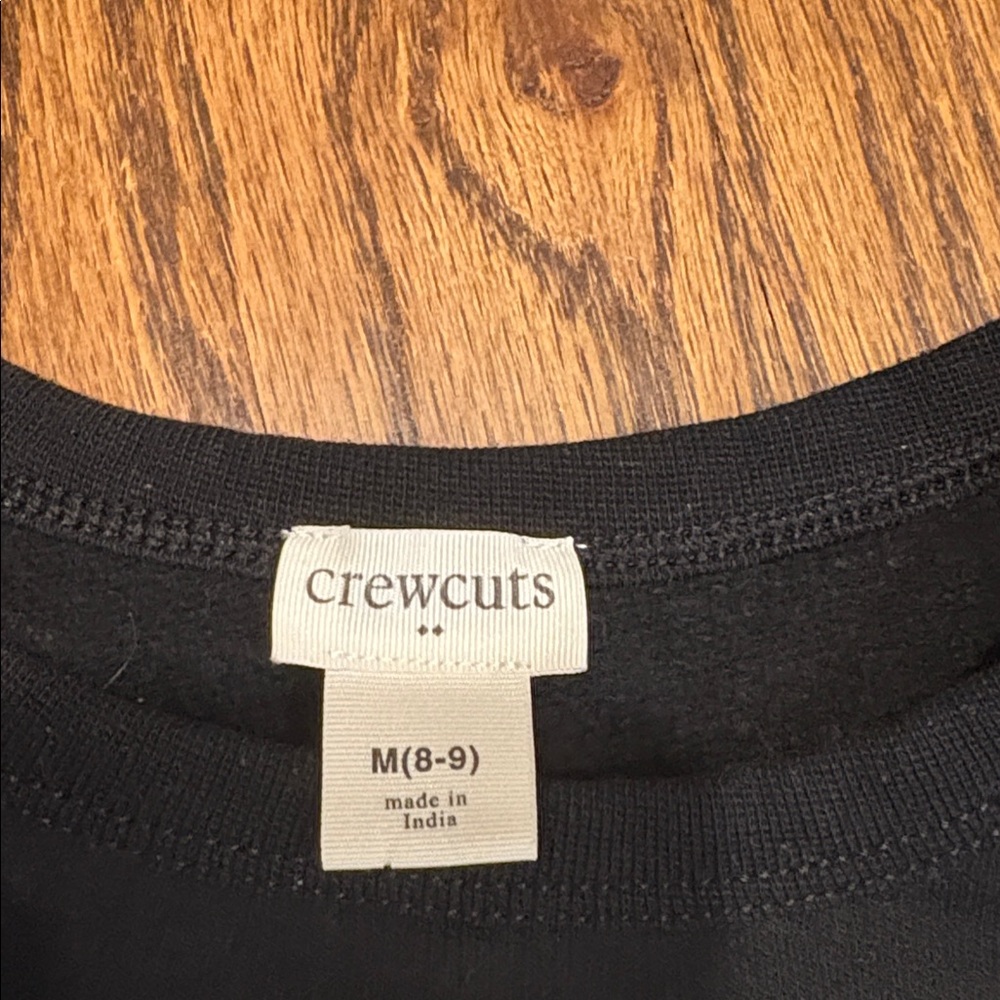 crewcuts
M(8-9)
made in
India